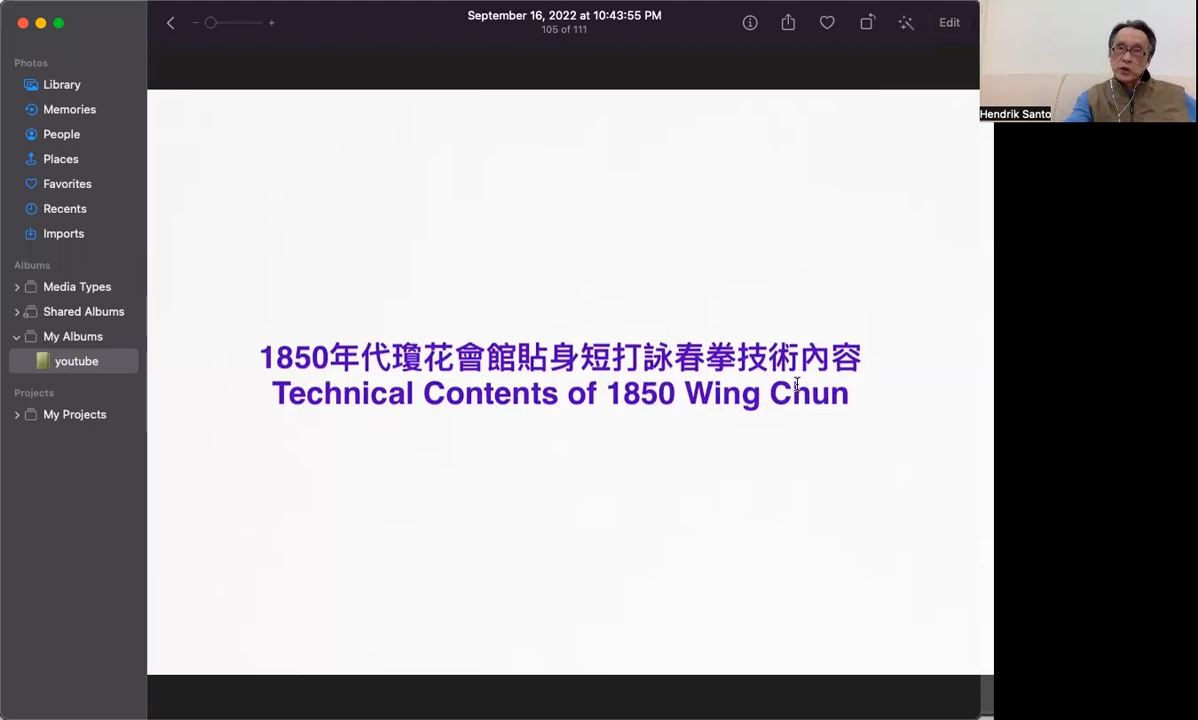 September 16, 2022 at 10:43:55 PM
105 of 111
Edit
Photos
Library
Memories
People
Places
Favorites
Recents
Imports
Albums
Media Types
Shared Albums
My Albums
youtube
Projects
My Projects
1850年代瓊花會館貼身短打詠春拳技術內容
Technical Contents of 1850 Wing Chun
Hendrik Santo